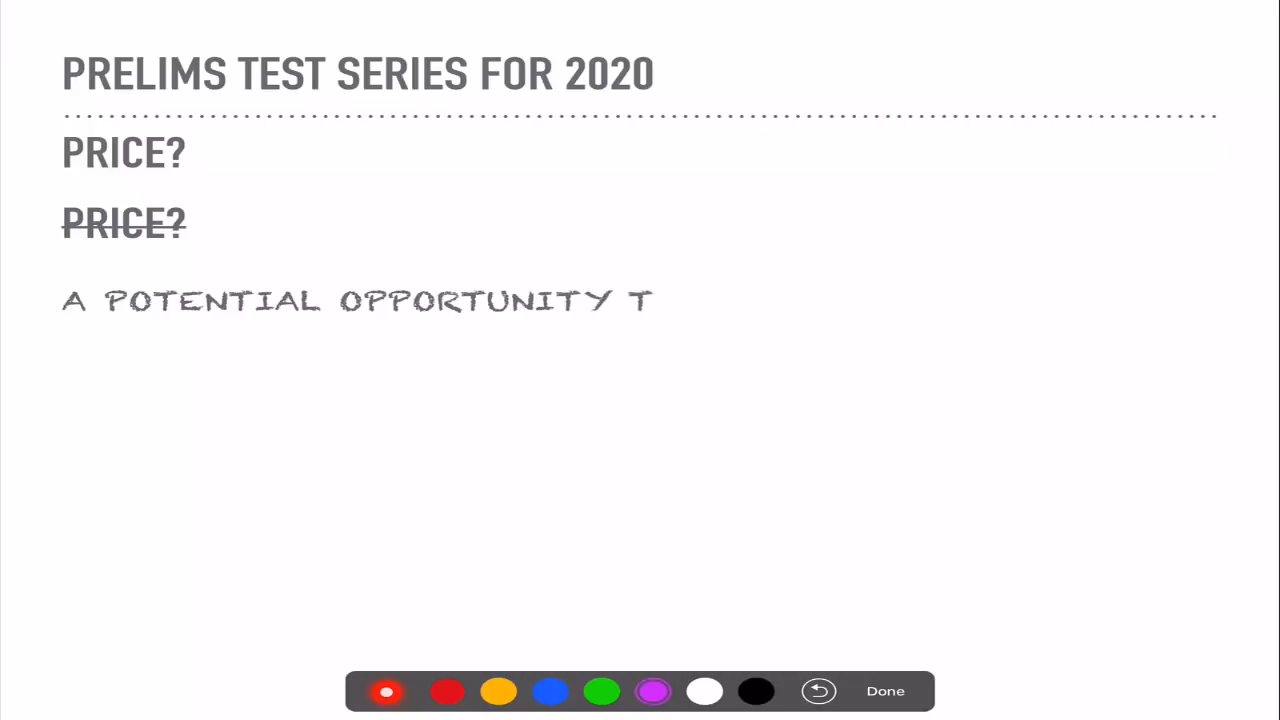 PRELIMS TEST SERIES FOR 2020
PRICE?
PRICE?
A POTENTIAL OPPORTUNITY T
Done